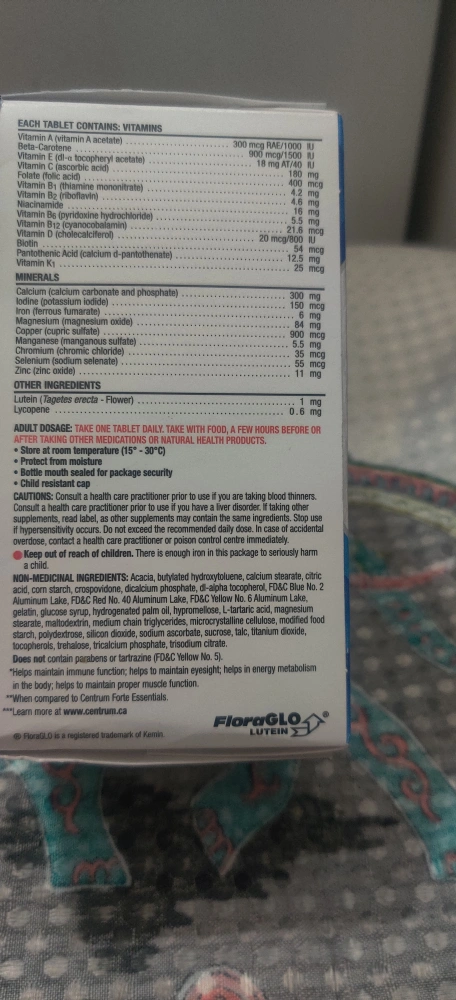 EACH TABLET CONTAINS: VITAMINS
Vitamin A (vitamin A acetate) 300 mcg RAE/1000 IU
Beta-Carotene 900 mcg/1500 IU
Vitamin E (dl-α tocopheryl acetate) 18 mg AT/40 IU
Vitamin C (ascorbic acid) 180 mg
Folate (folic acid) 400 mcg
Vitamin B1 (thiamine mononitrate) 4.2 mg
Vitamin B2 (riboflavin) 4.6 mg
Niacinamide 16 mg
Vitamin B6 (pyridoxine hydrochloride) 5.5 mg
Vitamin B12 (cyanocobalamin) 21.6 mcg
Vitamin D (cholecalciferol) 20 mcg/800 IU
Biotin 54 mcg
Pantothenic Acid (calcium d-pantothenate) 12.5 mg
Vitamin K1 25 mcg
MINERALS
Calcium (calcium carbonate and phosphate) 300 mg
Iodine (potassium iodide) 150 mcg
Iron (ferrous fumarate) 6 mg
Magnesium (magnesium oxide) 84 mg
Copper (cupric sulfate) 900 mcg
Manganese (manganous sulfate) 5.5 mg
Chromium (chromic chloride) 35 mcg
Selenium (sodium selenate) 55 mcg
Zinc (zinc oxide) 11 mg
OTHER INGREDIENTS
Lutein (Tagetes erecta - Flower) 1 mg
Lycopene 0.6 mg
ADULT DOSAGE: TAKE ONE TABLET DAILY. TAKE WITH FOOD, A FEW HOURS BEFORE OR
AFTER TAKING OTHER MEDICATIONS OR NATURAL HEALTH PRODUCTS.
• Store at room temperature (15° - 30°C)
• Protect from moisture
• Bottle mouth sealed for package security
• Child resistant cap
CAUTIONS: Consult a health care practitioner prior to use if you are taking blood thinners.
Consult a health care practitioner prior to use if you have a liver disorder. If taking other
supplements, read label, as other supplements may contain the same ingredients. Stop use
if hypersensitivity occurs. Do not exceed the recommended daily dose. In case of accidental
overdose, contact a health care practitioner or poison control centre immediately.
Keep out of reach of children. There is enough iron in this package to seriously harm
a child.
NON-MEDICINAL INGREDIENTS: Acacia, butylated hydroxytoluene, calcium stearate, citric
acid, corn starch, crospovidone, dicalcium phosphate, dl-alpha tocopherol, FD&C Blue No. 2
Aluminum Lake, FD&C Red No. 40 Aluminum Lake, FD&C Yellow No. 6 Aluminum Lake,
gelatin, glucose syrup, hydrogenated palm oil, hypromellose, L-tartaric acid, magnesium
stearate, maltodextrin, medium chain triglycerides, microcrystalline cellulose, modified food
starch, polydextrose, silicon dioxide, sodium ascorbate, sucrose, talc, titanium dioxide,
tocopherols, trehalose, tricalcium phosphate, trisodium citrate.
Does not contain parabens or tartrazine (FD&C Yellow No. 5).
*Helps maintain immune function; helps to maintain eyesight; helps in energy metabolism
in the body; helps to maintain proper muscle function.
**When compared to Centrum Forte Essentials.
***Learn more at www.centrum.ca
FloraGLO®
LUTEIN
® FloraGLO is a registered trademark of Kemin.